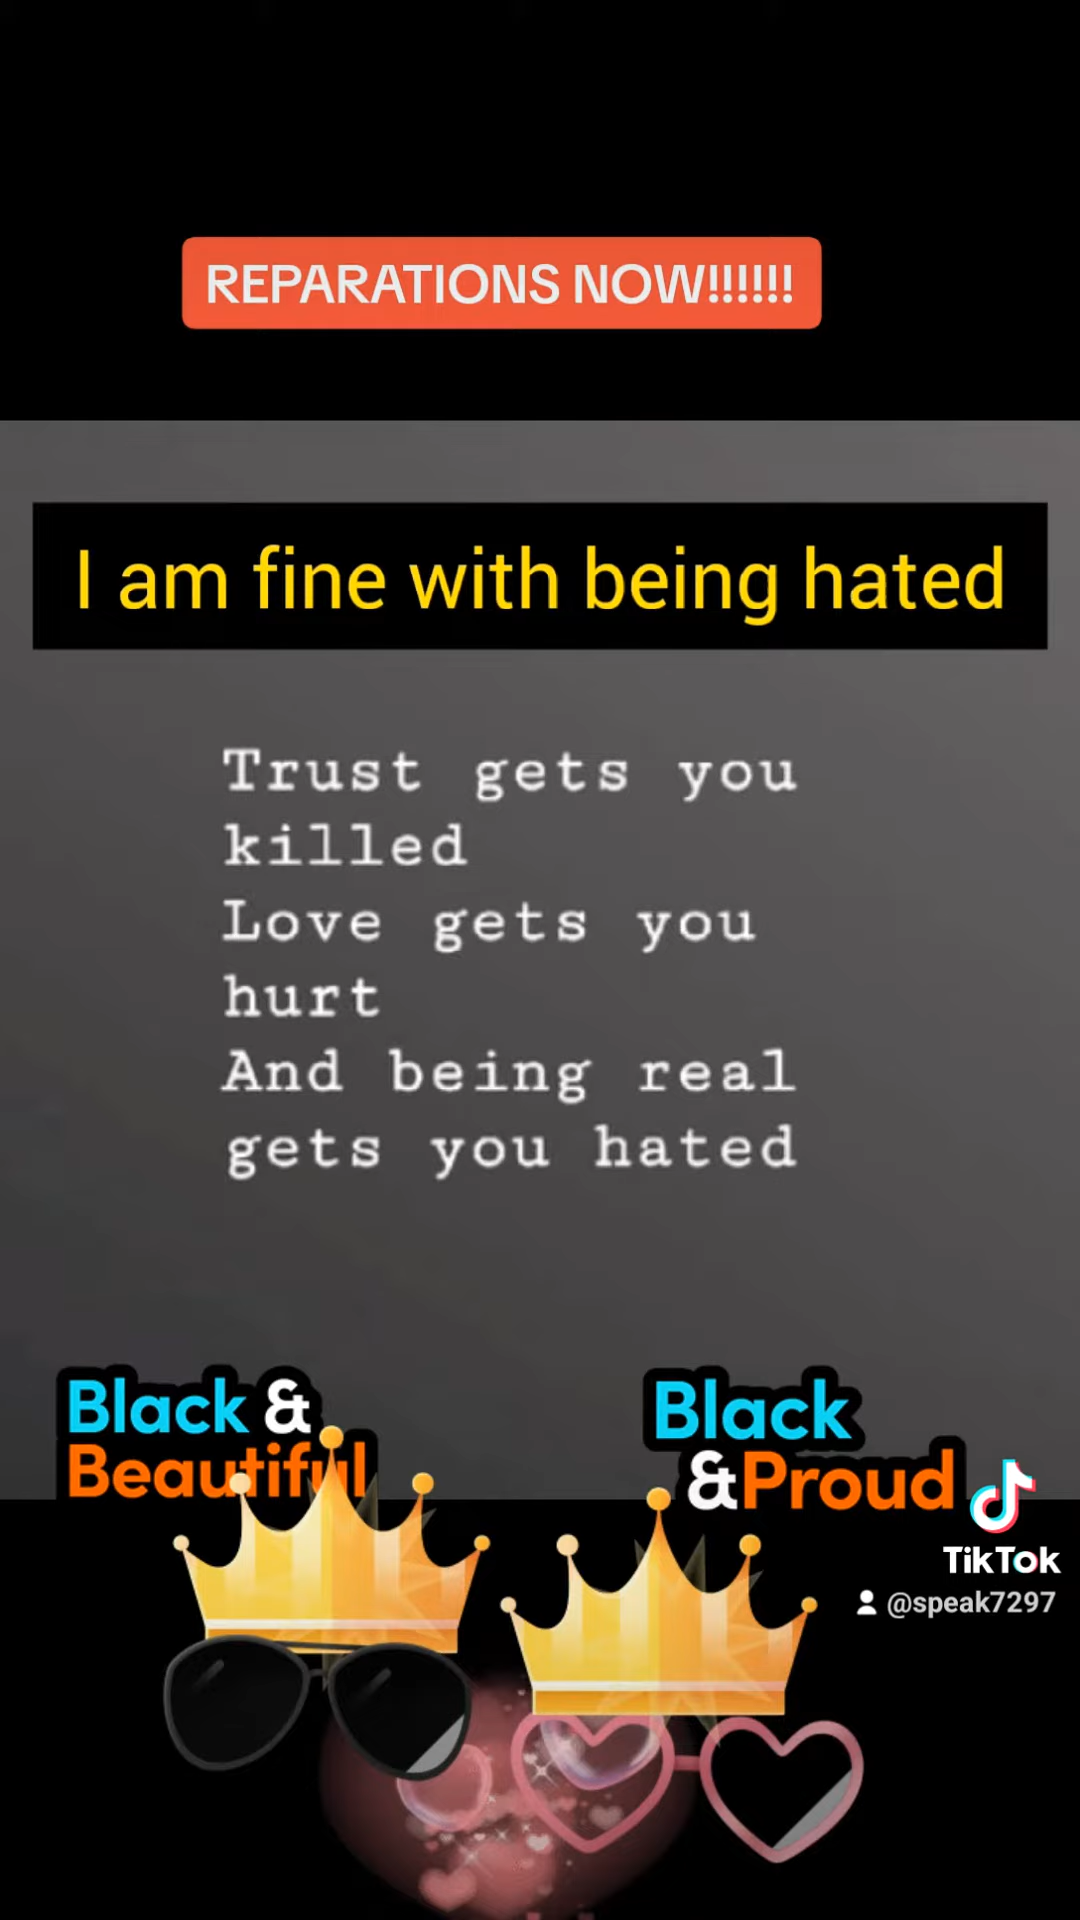 REPARATIONS NOW!!!!!!
I am fine with being hated
Trust gets you
killed
Love gets you
hurt
And being real
gets you hated
Black &
Beautiful
Black
&Proud
TikTok
@speak7297